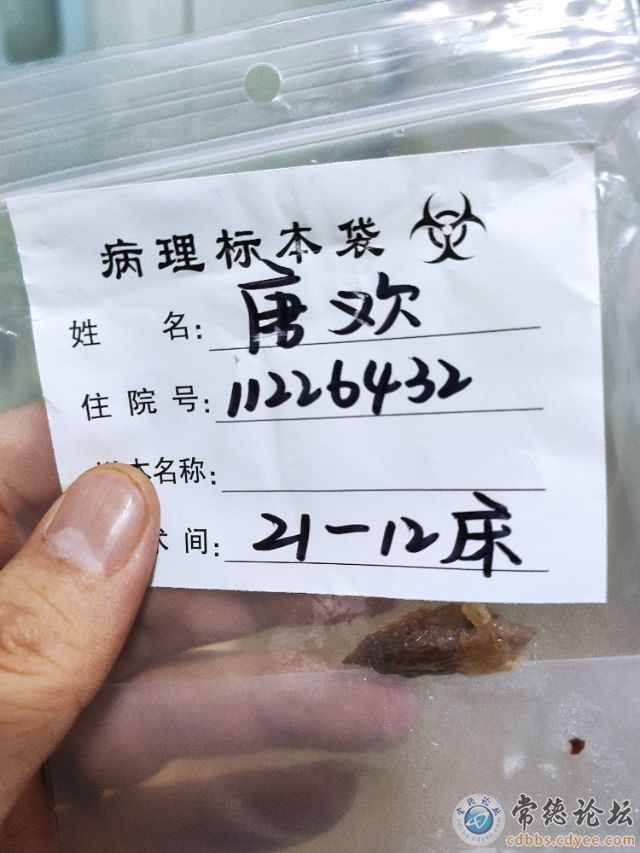 病理标本袋
姓 名: 唐欢
住院号: 11226432
本名称:
术间: 21-12床
常德论坛
cdbbs.cdyee.com